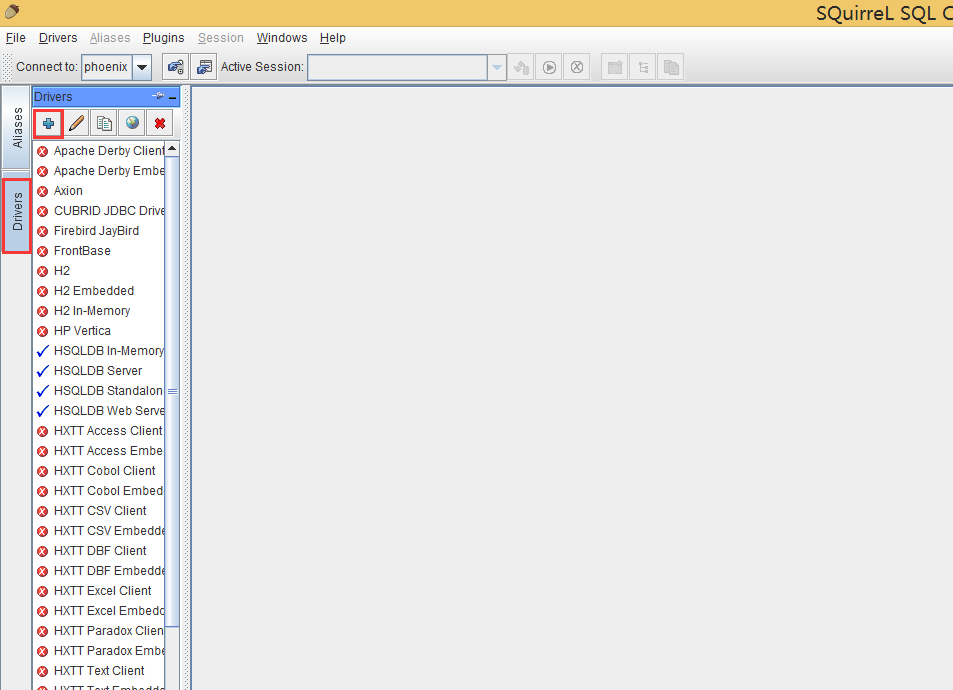 SQuirreL SQL C
File Drivers Aliases Plugins Session Windows Help
Connect to: phoenix Active Session:
Drivers
Aliases
Drivers
Apache Derby Client
Apache Derby Embe
Axion
CUBRID JDBC Drive
Firebird JayBird
FrontBase
H2
H2 Embedded
H2 In-Memory
HP Vertica
HSQLDB In-Memory
HSQLDB Server
HSQLDB Standalon
HSQLDB Web Serve
HXTT Access Client
HXTT Access Embe
HXTT Cobol Client
HXTT Cobol Embed
HXTT CSV Client
HXTT CSV Embedde
HXTT DBF Client
HXTT DBF Embedde
HXTT Excel Client
HXTT Excel Embedd
HXTT Paradox Clien
HXTT Paradox Embe
HXTT Text Client
HXTT Text Embedde